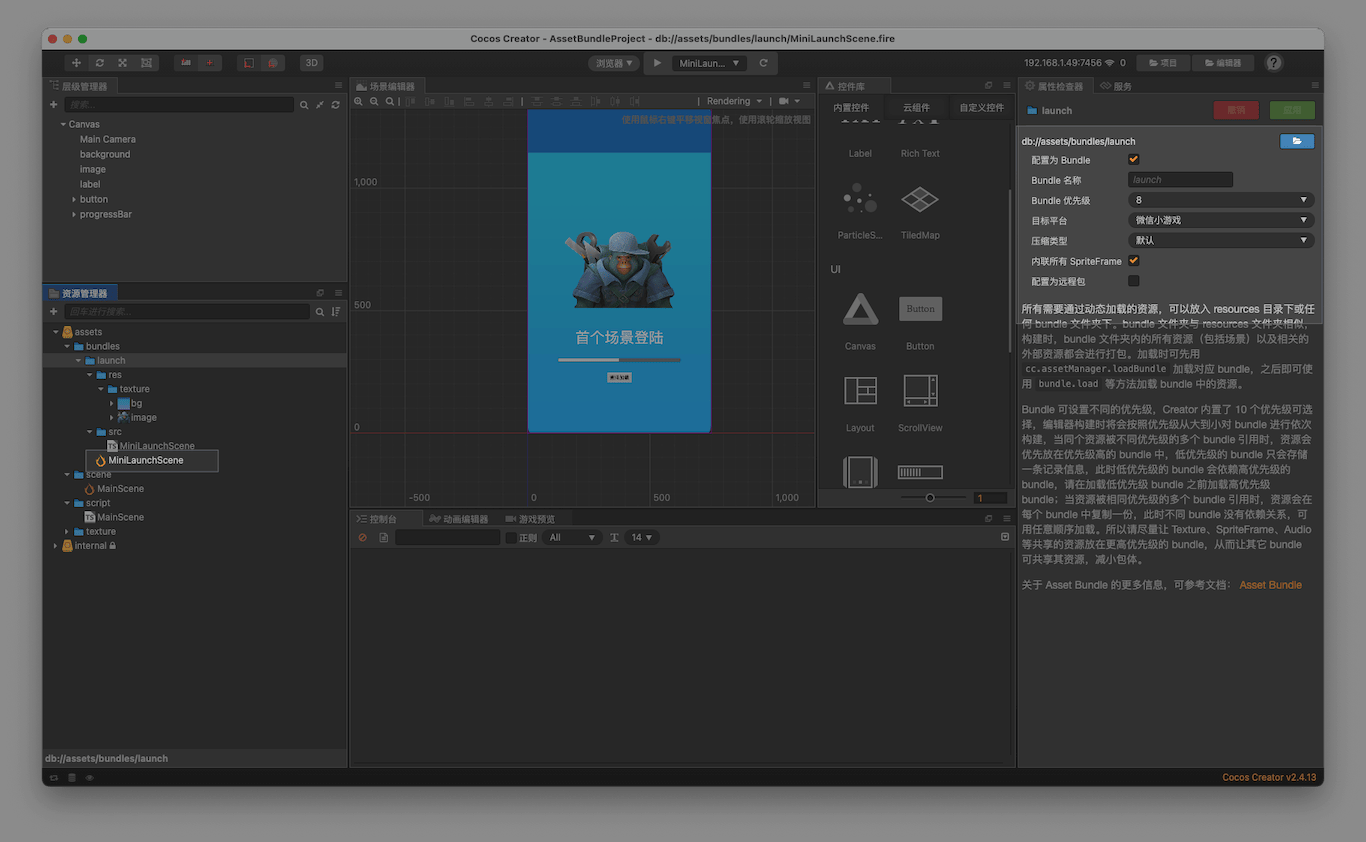 Cocos Creator - AssetBundleProject - db://assets/bundles/launch/MiniLaunchScene.fire
3D
浏览器
MiniLaun...
192.168.1.49:7456
0
项目
编辑器
?
层级管理器
搜索...
Canvas
Main Camera
background
image
label
button
progressBar
资源管理器
回车进行搜索...
assets
bundles
launch
res
texture
bg
image
src
MiniLaunchScene
MiniLaunchScene
scene
MainScene
script
MainScene
texture
internal
db://assets/bundles/launch
场景编辑器
Rendering
使用鼠标右键平移视窗焦点，使用滚轮缩放视图
1,000
500
0
-500
0
500
1,000
首个场景登陆
控制台
动画编辑器
游戏预览
正则
All
14
控件库
内置控件
云组件
自定义控件
Label
Rich Text
ParticleS...
TiledMap
UI
Button
Canvas
Button
Layout
ScrollView
1
属性检查器
服务
launch
db://assets/bundles/launch
配置为 Bundle
Bundle 名称
launch
Bundle 优先级
8
目标平台
微信小游戏
压缩类型
默认
内联所有 SpriteFrame
配置为远程包
所有需要通过动态加载的资源，可以放入 resources 目录下或任
何 bundle 文件夹下。bundle 文件夹与 resources 文件夹相似，
构建时，bundle 文件夹内的所有资源（包括场景）以及相关的
外部资源都会进行打包。加载时可先用
cc.assetManager.loadBundle 加载对应 bundle，之后即可使
用 bundle.load 等方法加载 bundle 中的资源。
Bundle 可设置不同的优先级，Creator 内置了 10 个优先级可选
择，编辑器构建时将会按照优先级从大到小对 bundle 进行依次
构建，当同个资源被不同优先级的多个 bundle 引用时，资源会
优先放在优先级高的 bundle 中，低优先级的 bundle 只会存储
一条记录信息，此时低优先级的 bundle 会依赖高优先级的
bundle，请在加载低优先级 bundle 之前加载高优先级
bundle；当资源被相同优先级的多个 bundle 引用时，资源会在
每个 bundle 中复制一份，此时不同 bundle 没有依赖关系，可
用任意顺序加载。所以请尽量让 Texture、SpriteFrame、Audio
等共享的资源放在更高优先级的 bundle，从而让其它 bundle
可共享其资源，减小包体。
关于 Asset Bundle 的更多信息，可参考文档： Asset Bundle
Cocos Creator v2.4.13